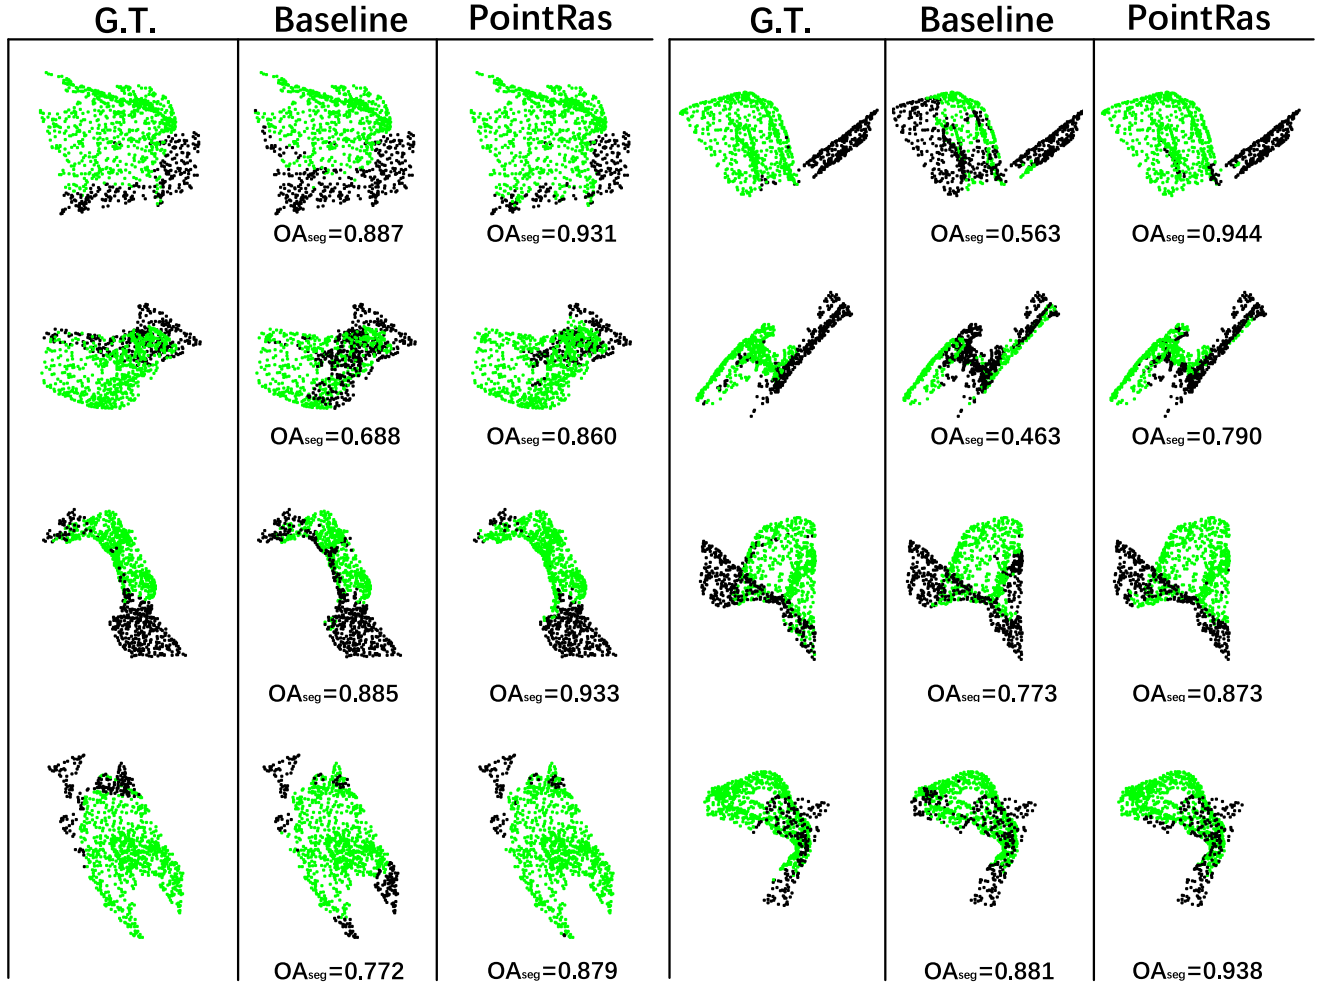 G.T. Baseline PointRas G.T. Baseline PointRas
OAseg=0.887 OAseg=0.931 OAseg=0.563 OAseg=0.944
OAseg=0.688 OAseg=0.860 OAseg=0.463 OAseg=0.790
OAseg=0.885 OAseg=0.933 OAseg=0.773 OAseg=0.873
OAseg=0.772 OAseg=0.879 OAseg=0.881 OAseg=0.938